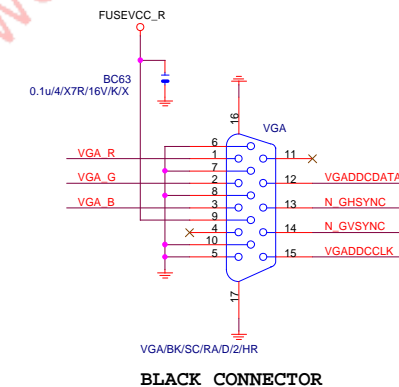 FUSEVCC_R
BC63
0.1u/4/X7R/16V/K/X
16
VGA
6
VGA_R 1 11
7
VGA_G 2 12 VGADDCDATA
8
VGA_B 3 13 N_GHSYNC
9
4 14 N_GVSYNC
10
5 15 VGADDCCLK
17
VGA/BK/SC/RA/D/2/HR
BLACK CONNECTOR